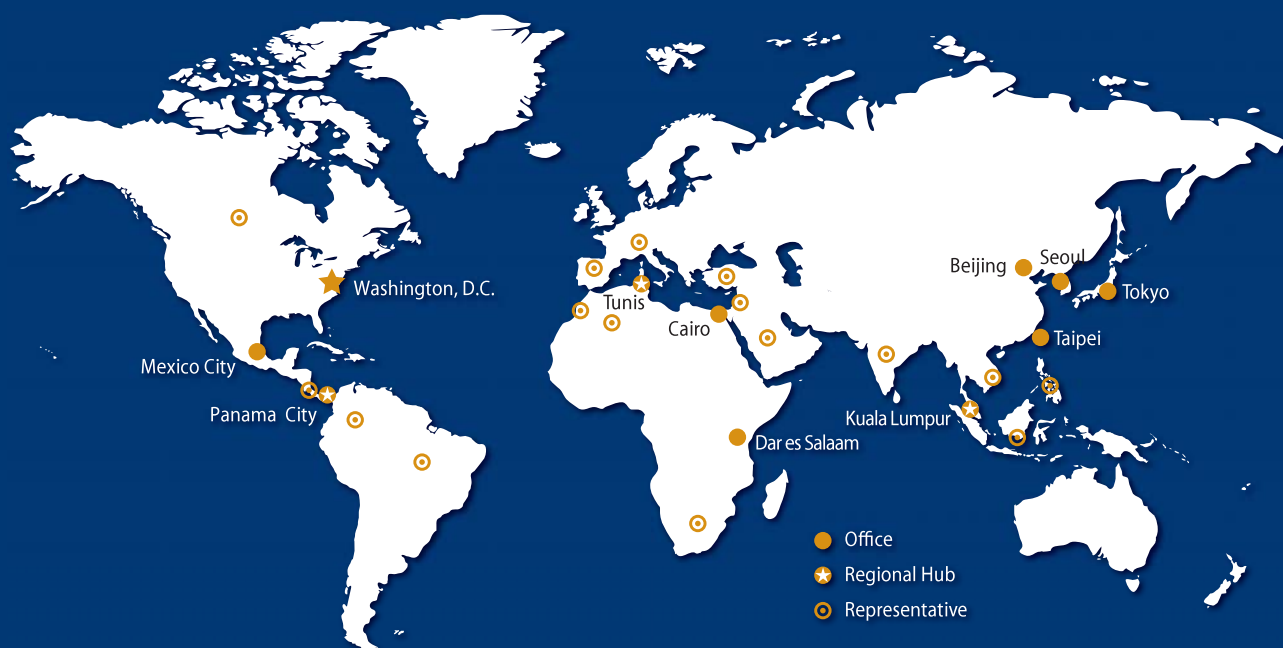 Beijing
Seoul
Washington, D.C.
Tokyo
Tunis
Cairo
Taipei
Mexico City
Panama City
Kuala Lumpur
Dar es Salaam
Office
Regional Hub
Representative